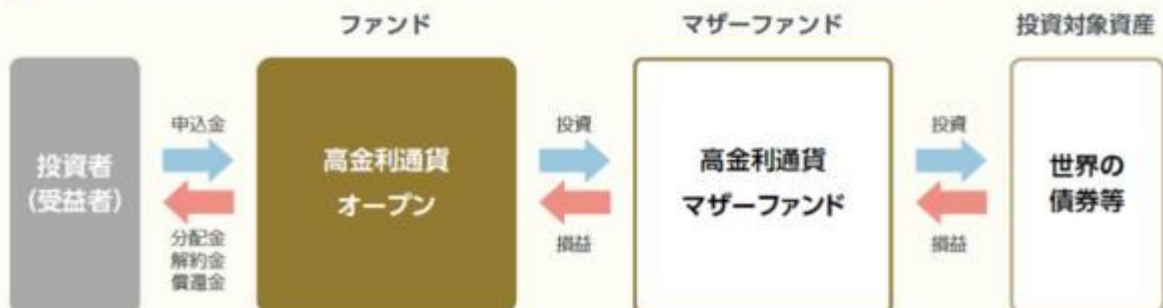 ファンド
マザーファンド
投資対象資産
投資者
(受益者)
申込金
分配金
解約金
償還金
高金利通貨
オープン
投資
損益
高金利通貨
マザーファンド
投資
損益
世界の
債券等